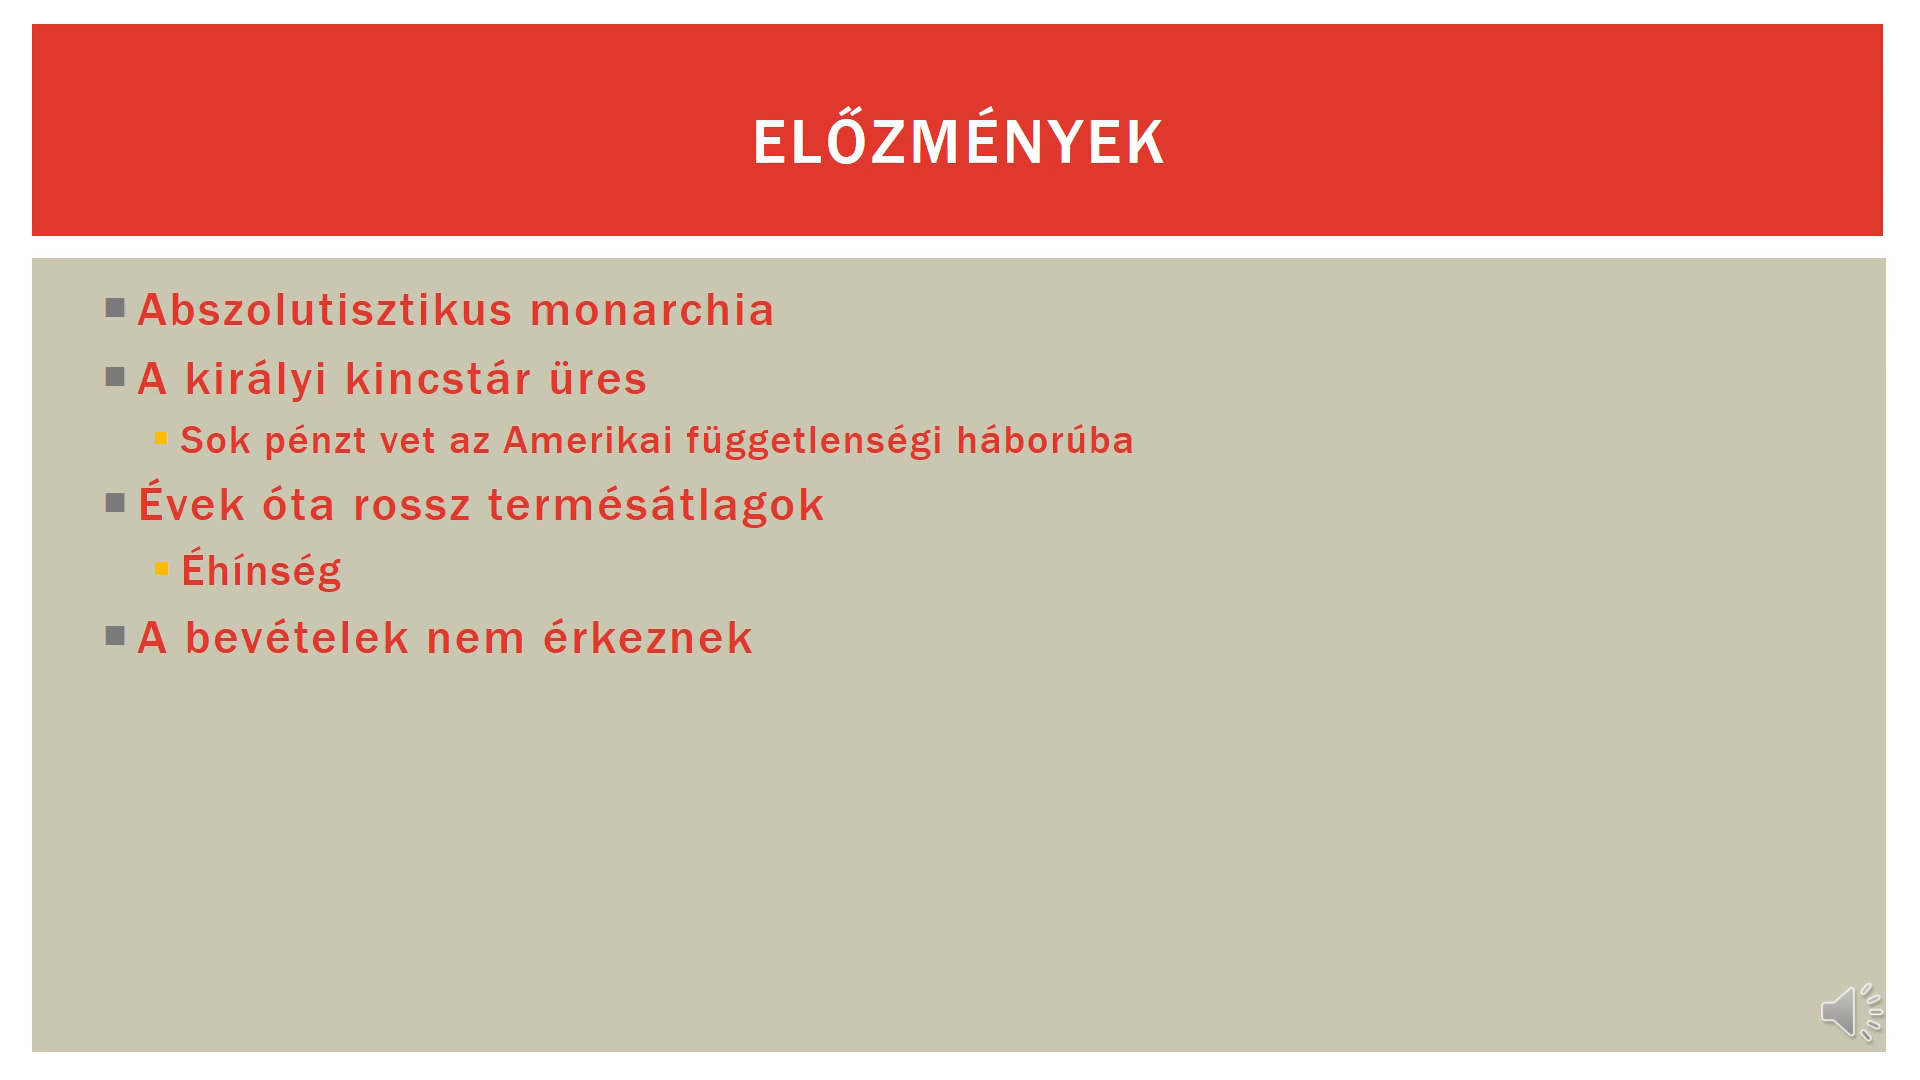 ELŐZMÉNYEK
Abszolutisztikus monarchia
A királyi kincstár üres
Sok pénzt vet az Amerikai függetlenségi háborúba
Évek óta rossz termésátlagok
Éhínség
A bevételek nem érkeznek